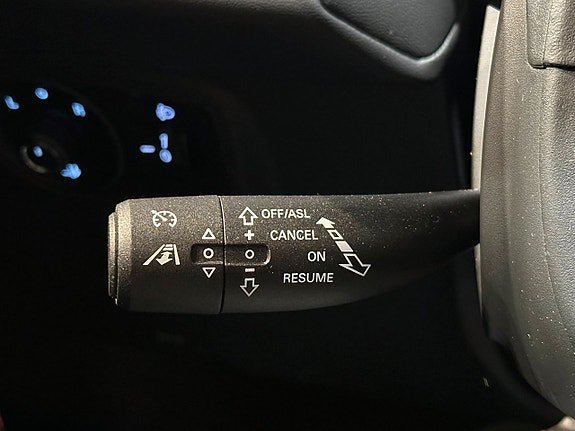 OFF/ASL
+ CANCEL
ON
- RESUME